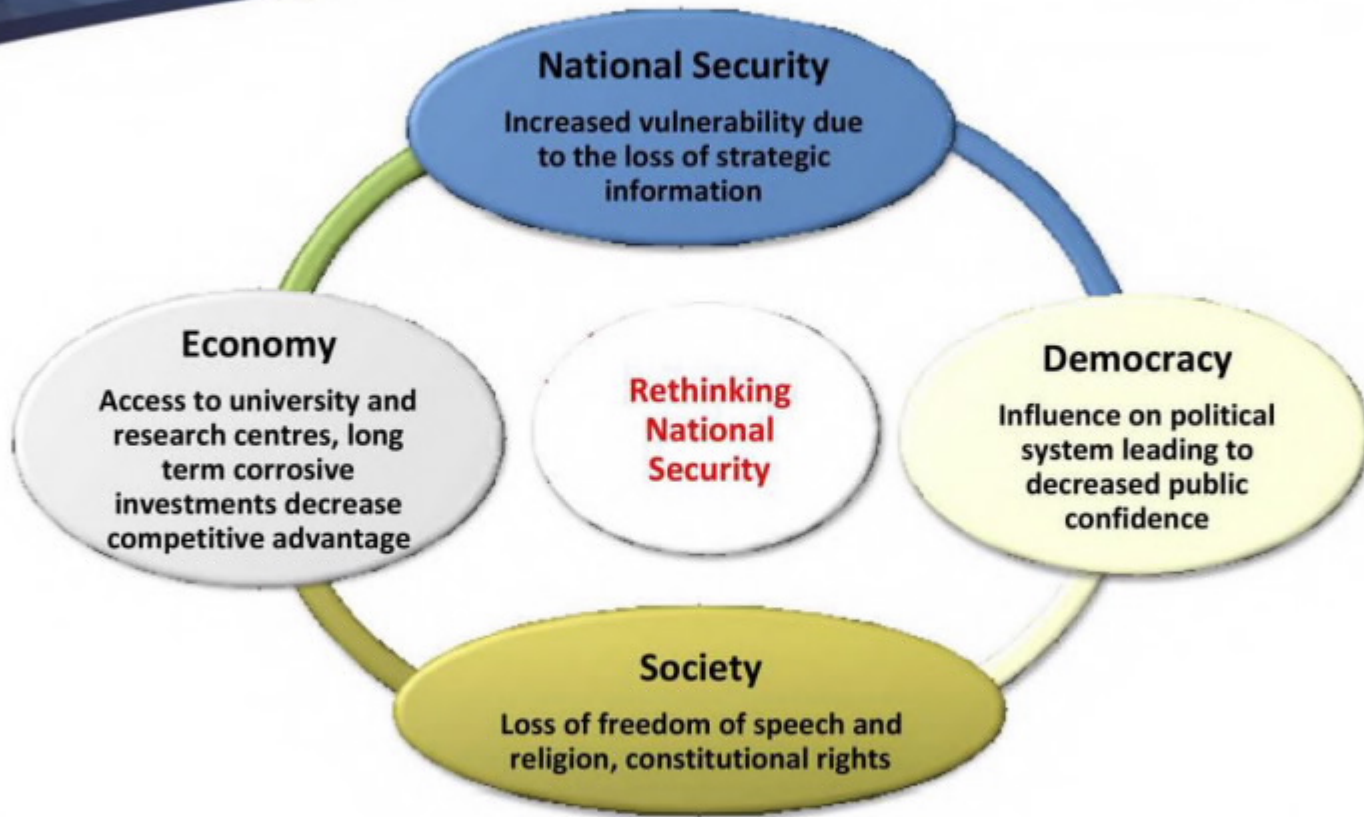 National Security
Increased vulnerability due
to the loss of strategic
information
Economy
Access to university and
research centres, long
term corrosive
investments decrease
competitive advantage
Rethinking
National
Security
Democracy
Influence on political
system leading to
decreased public
confidence
Society
Loss of freedom of speech and
religion, constitutional rights